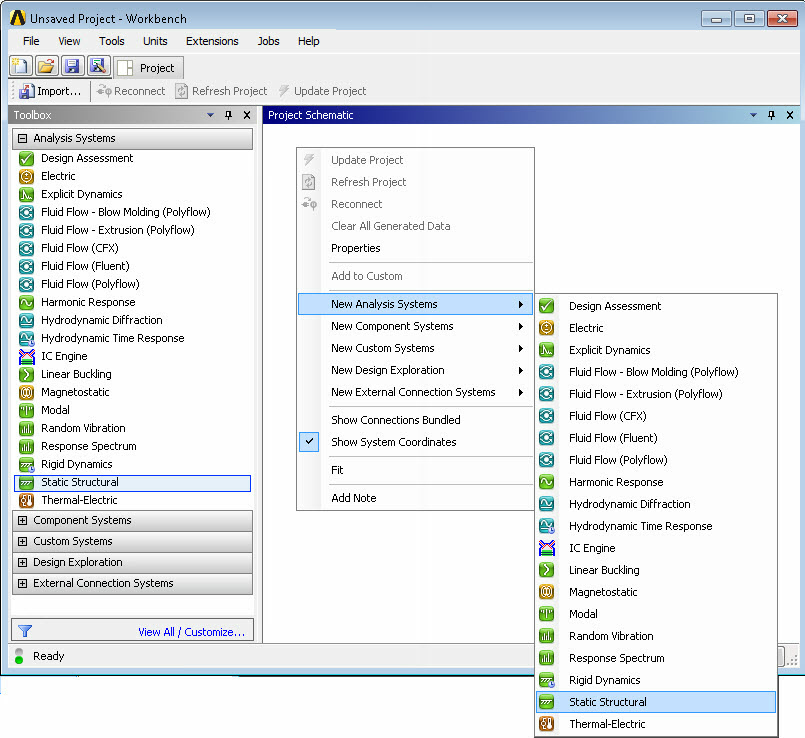 Unsaved Project - Workbench
File View Tools Units Extensions Jobs Help
Project
Import... Reconnect Refresh Project Update Project
Toolbox
Analysis Systems
Design Assessment
Electric
Explicit Dynamics
Fluid Flow - Blow Molding (Polyflow)
Fluid Flow - Extrusion (Polyflow)
Fluid Flow (CFX)
Fluid Flow (Fluent)
Fluid Flow (Polyflow)
Harmonic Response
Hydrodynamic Diffraction
Hydrodynamic Time Response
IC Engine
Linear Buckling
Magnetostatic
Modal
Random Vibration
Response Spectrum
Rigid Dynamics
Static Structural
Thermal-Electric
Component Systems
Custom Systems
Design Exploration
External Connection Systems
View All / Customize...
Ready
Project Schematic
Update Project
Refresh Project
Reconnect
Clear All Generated Data
Properties
Add to Custom
New Analysis Systems
New Component Systems
New Custom Systems
New Design Exploration
New External Connection Systems
Show Connections Bundled
Show System Coordinates
Fit
Add Note
Design Assessment
Electric
Explicit Dynamics
Fluid Flow - Blow Molding (Polyflow)
Fluid Flow - Extrusion (Polyflow)
Fluid Flow (CFX)
Fluid Flow (Fluent)
Fluid Flow (Polyflow)
Harmonic Response
Hydrodynamic Diffraction
Hydrodynamic Time Response
IC Engine
Linear Buckling
Magnetostatic
Modal
Random Vibration
Response Spectrum
Rigid Dynamics
Static Structural
Thermal-Electric